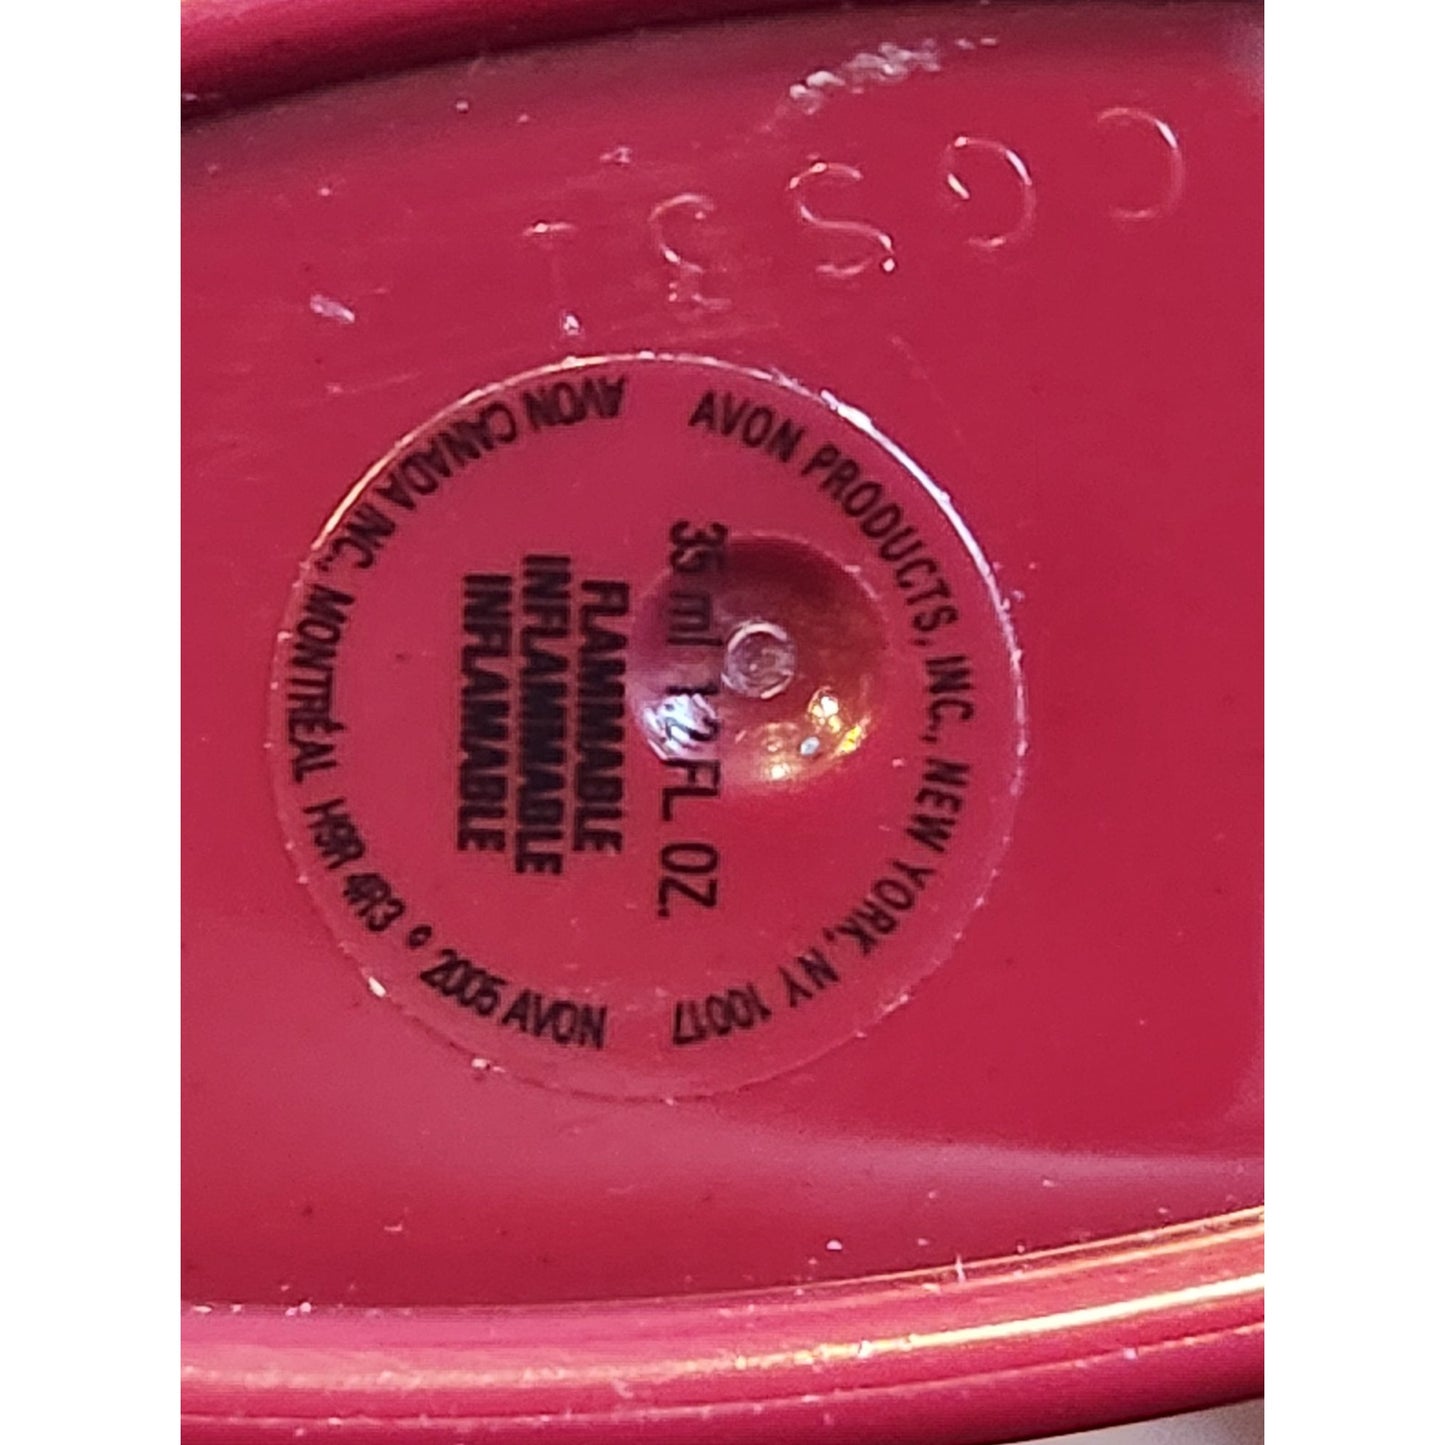 AVON PRODUCTS, INC., NEW YORK, NY 10017
35 ml 1.2 FL OZ.
FLAMMABLE
INFLAMMABLE
INFLAMABLE
AVON CANADA INC., MONTRÉAL H9R 4R3 © 2005 AVON